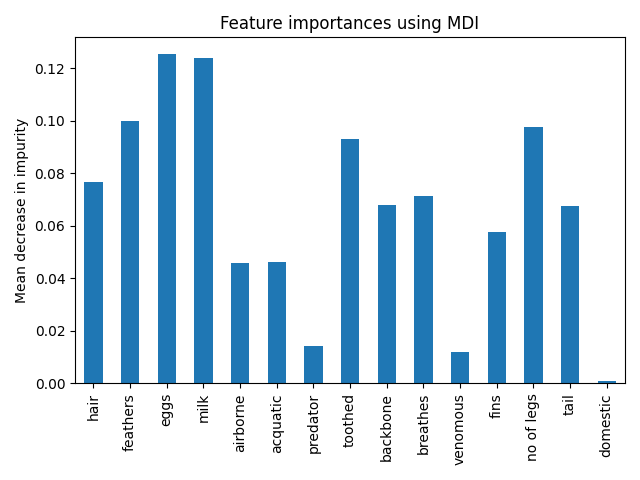 Feature importances using MDI
Mean decrease in impurity
0.12
0.10
0.08
0.06
0.04
0.02
0.00
hair
feathers
eggs
milk
airborne
acquatic
predator
toothed
backbone
breathes
venomous
fins
no of legs
tail
domestic